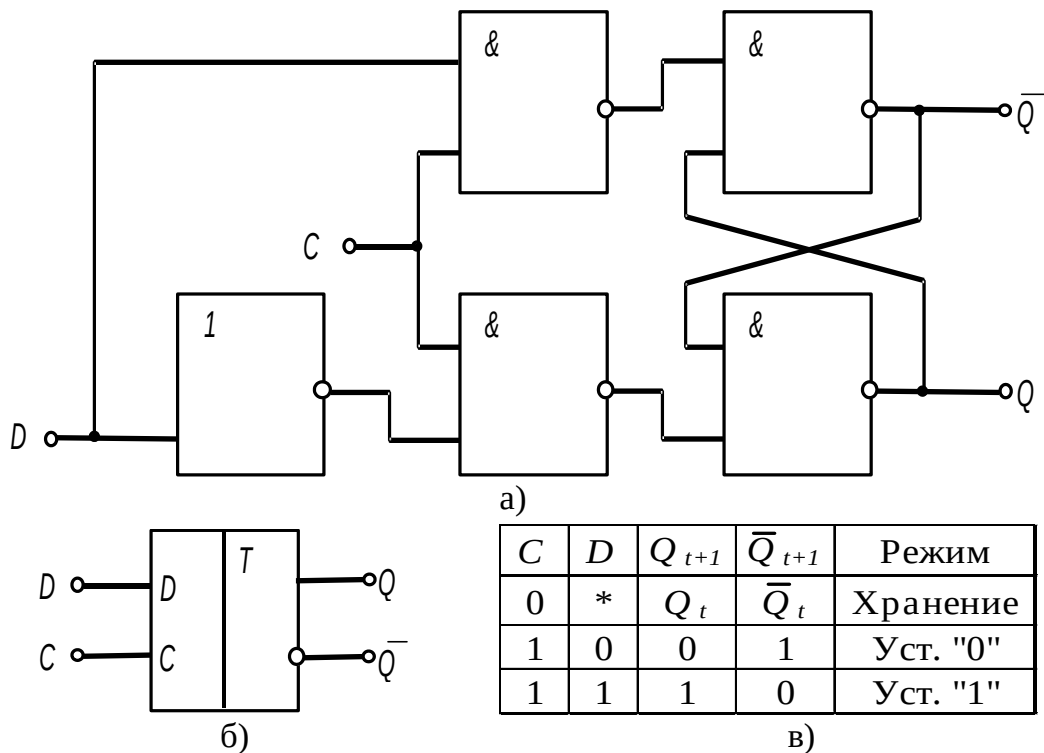 & &
Q̅
C
1 & &
Q
D
а)
D D T Q
C C Q̅
б)
C D Q t+1 Q̅ t+1 Режим
0 * Q t Q̅ t Хранение
1 0 0 1 Уст. "0"
1 1 1 0 Уст. "1"
в)